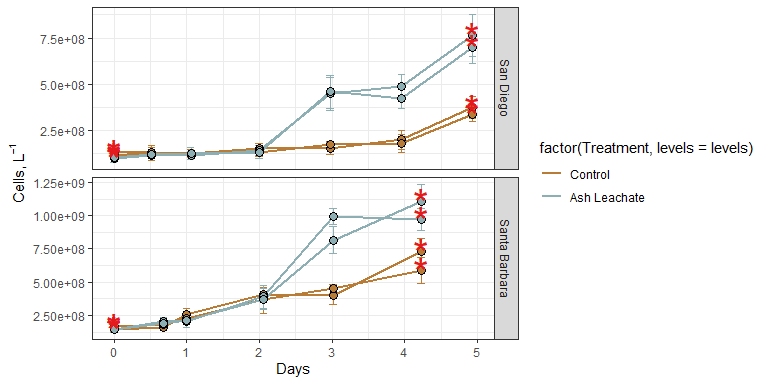 7.5e+08
5.0e+08
2.5e+08
San Diego
Cells, L⁻¹
1.25e+09
1.00e+09
7.50e+08
5.00e+08
2.50e+08
Santa Barbara
0 1 2 3 4 5
Days
factor(Treatment, levels = levels)
Control
Ash Leachate